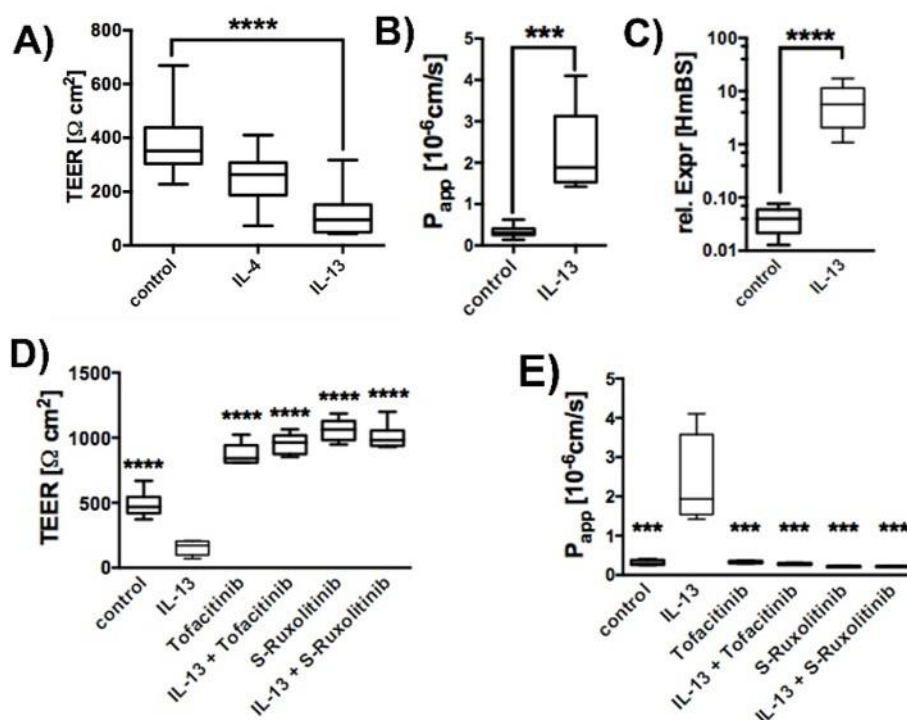 A)
TEER [Ω cm2]
800
600
400
200
0
****
control
IL-4
IL-13
B)
Papp [10-6cm/s]
5
4
3
2
1
0
***
control
IL-13
C)
rel. Expr [HmBS]
100
10
1
0.10
0.01
****
control
IL-13
D)
TEER [Ω cm2]
1500
1000
500
0
****
****
****
****
****
control
IL-13
Tofacitinib
IL-13 + Tofacitinib
S-Ruxolitinib
IL-13 + S-Ruxolitinib
E)
Papp [10-6cm/s]
5
4
3
2
1
0
***
***
***
***
***
control
IL-13
Tofacitinib
IL-13 + Tofacitinib
S-Ruxolitinib
IL-13 + S-Ruxolitinib